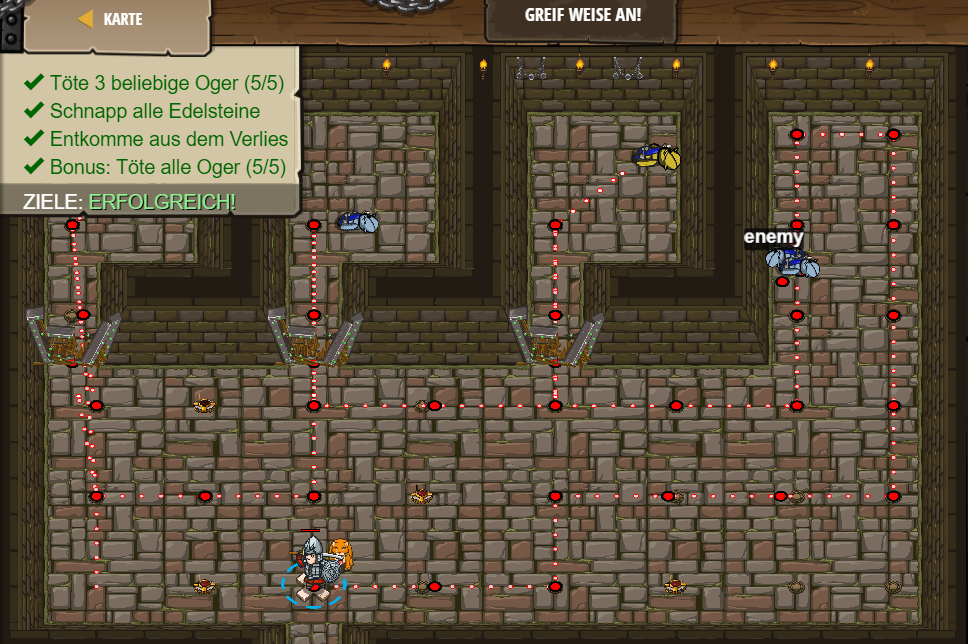 KARTE
GREIF WEISE AN!
Töte 3 beliebige Oger (5/5)
Schnapp alle Edelsteine
Entkomme aus dem Verlies
Bonus: Töte alle Oger (5/5)
ZIELE: ERFOLGREICH!
enemy